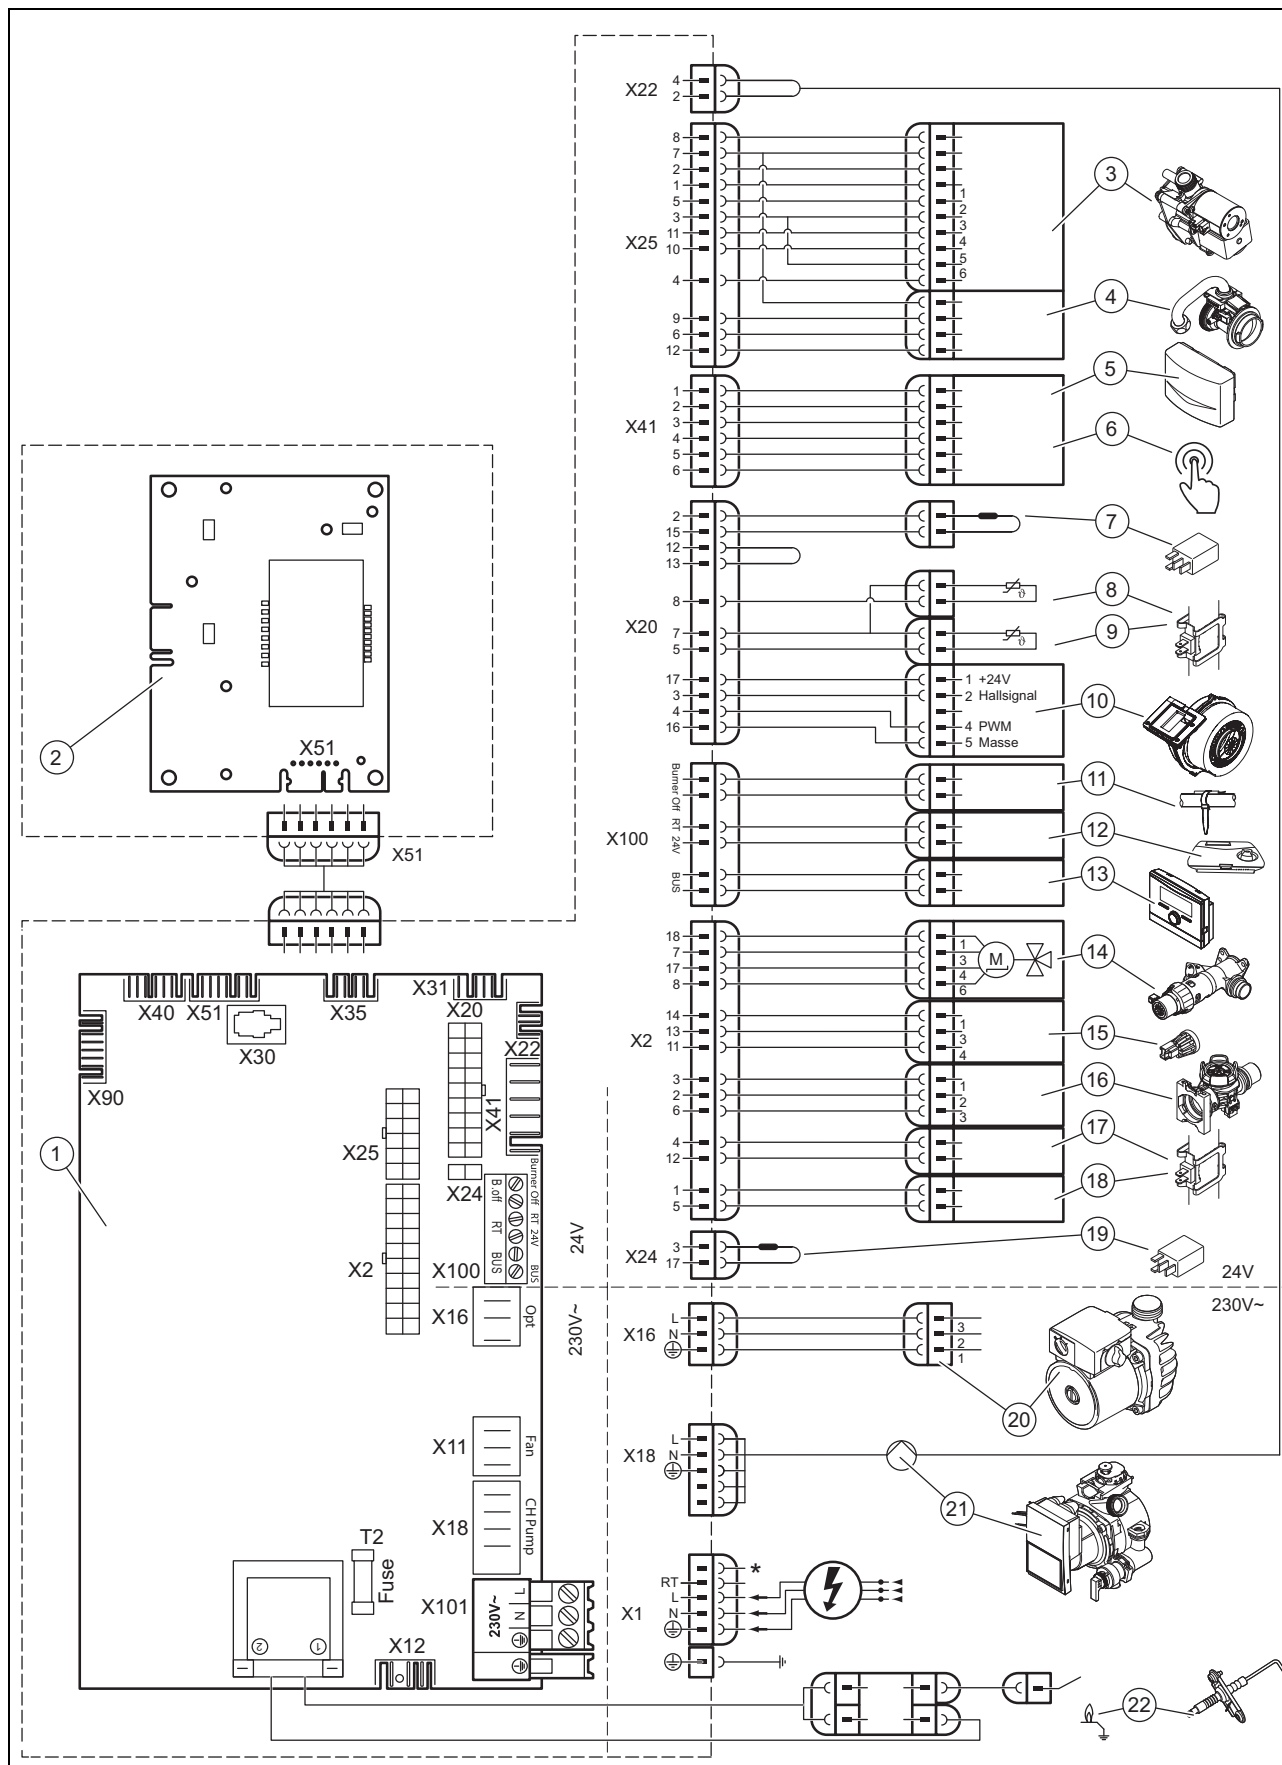 X22
4
2
X25
8
7
2
1
5
3
11
10
4
9
6
12
1
2
3
4
5
6
3
4
X41
1
2
3
4
5
6
5
6
X20
2
15
12
13
8
7
5
17
3
4
16
ϑ
ϑ
1 +24V
2 Hallsignal
4 PWM
5 Masse
7
8
9
10
X100
Burner Off
RT
24V
BUS
11
12
13
X2
18
7
17
8
14
13
11
3
2
6
4
12
1
5
M
1
3
4
6
1
3
4
1
2
3
14
15
16
17
18
X24
3
17
19
24V
230V~
X16
L
N
3
2
1
20
X18
L
N
21
X1
*
RT
L
N
22
2
X51
X51
X40
X51
X35
X31
X20
X30
X22
X90
X41
1
X25
X24
X2
X100
B.off
RT
BUS
Burner Off
RT
24V
BUS
24V
X16
Opt
230V~
X11
Fan
X18
CH Pump
T2
Fuse
X101
230V~
L
N
X12
2
1